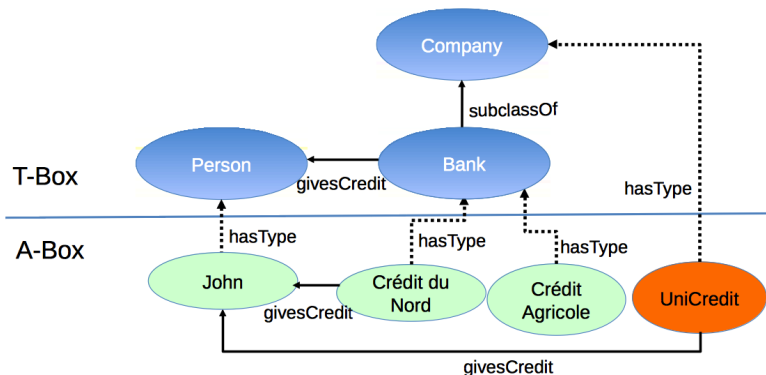 Company
subclassOf
Person
Bank
T-Box
givesCredit
hasType
A-Box
hasType
hasType
hasType
John
Crédit du
Nord
Crédit
Agricole
UniCredit
givesCredit
givesCredit